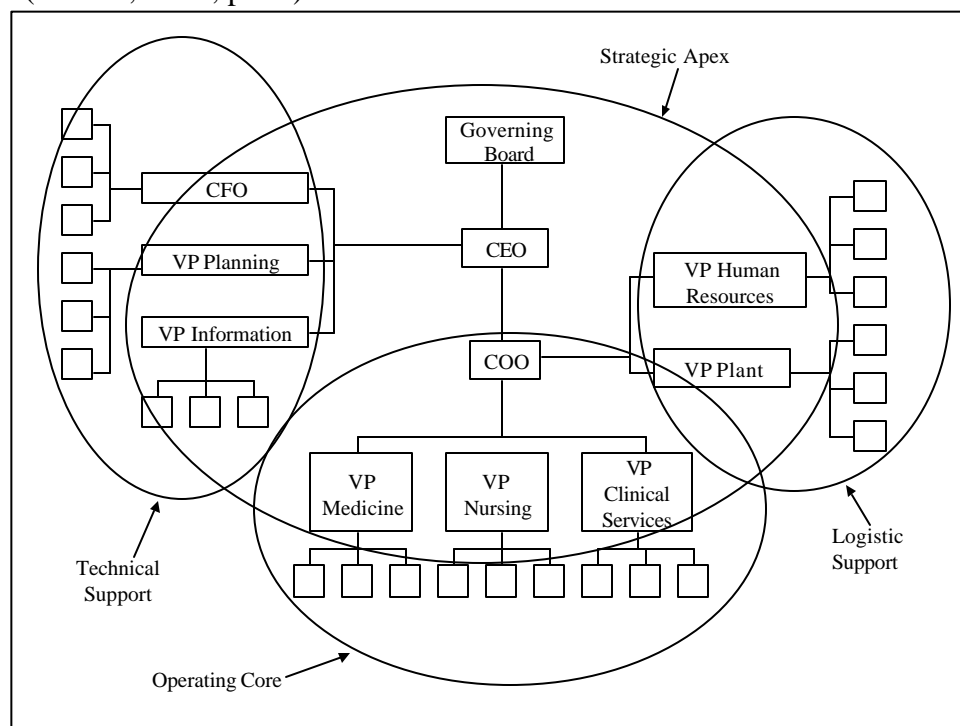 Strategic Apex
Governing
Board
CFO
CEO
VP Planning
VP Human
Resources
VP Information
COO
VP Plant
VP
Medicine
VP
Nursing
VP
Clinical
Services
Technical
Support
Logistic
Support
Operating Core